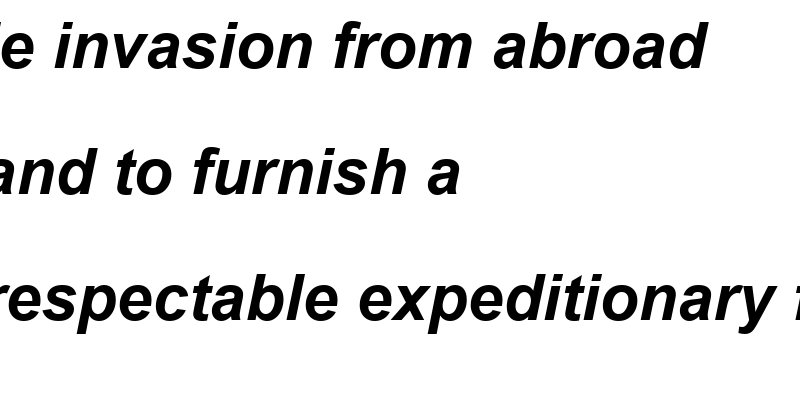 invasion from abroad
and to furnish a
respectable expeditionary